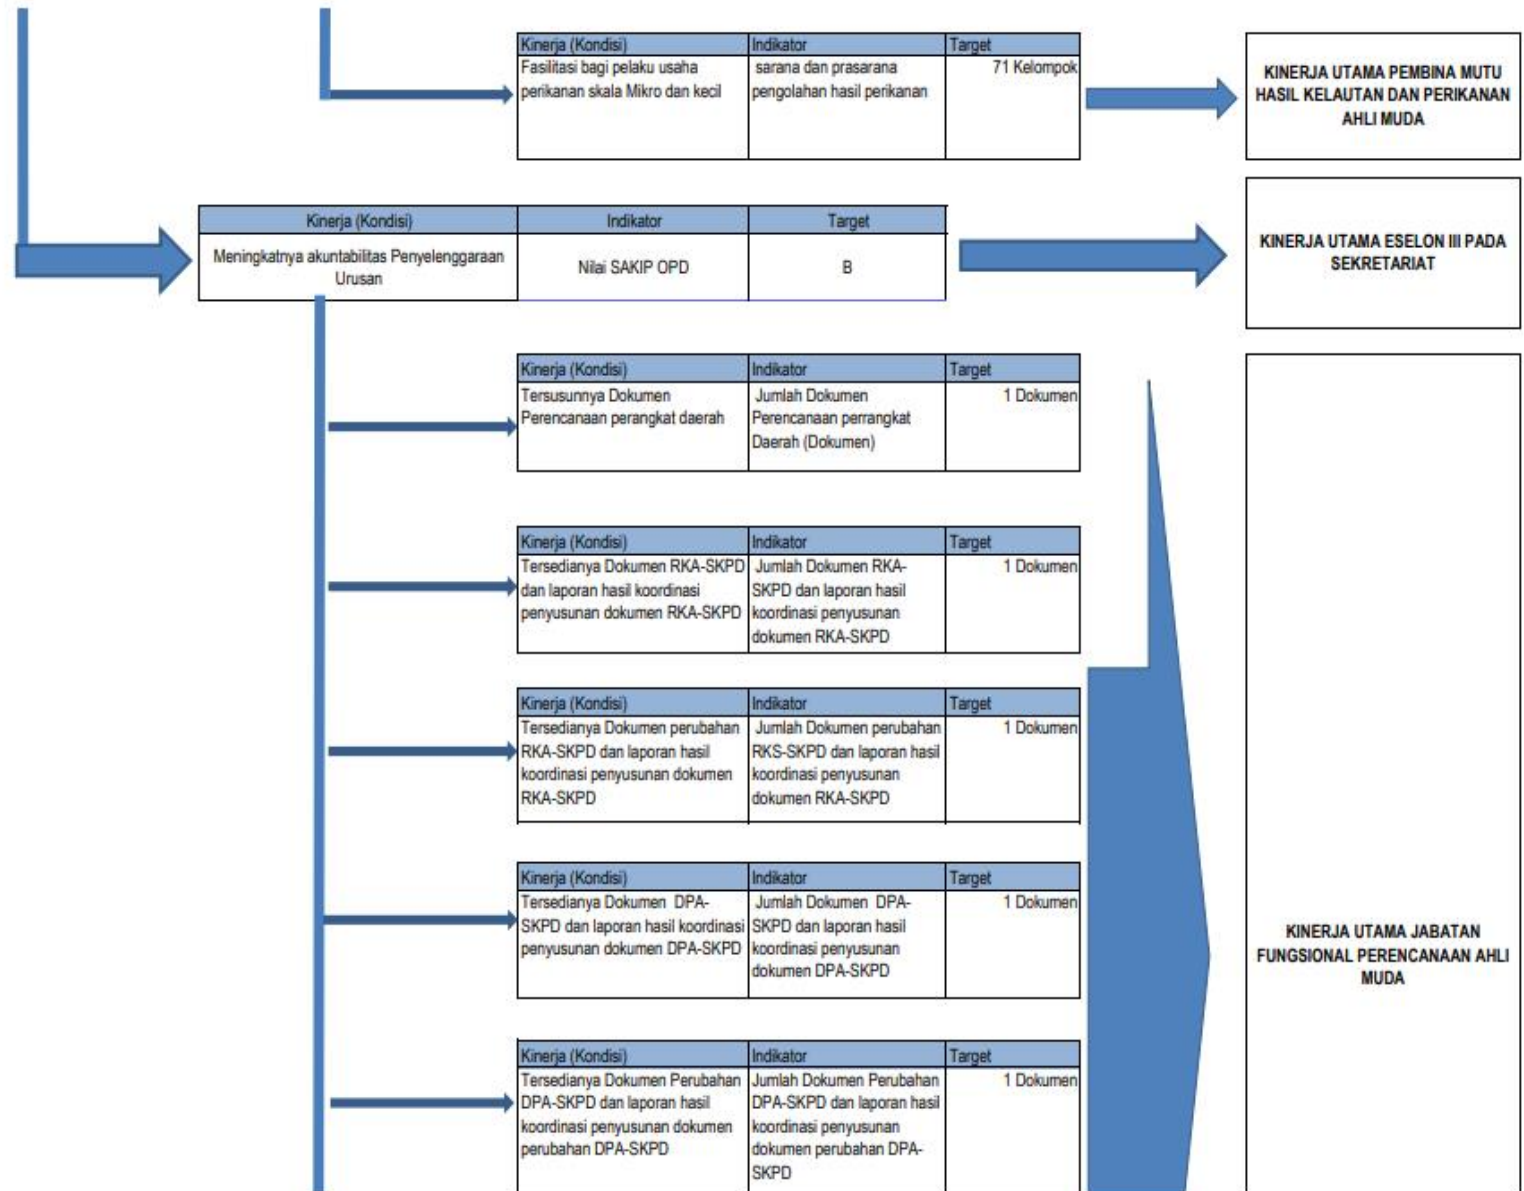 Kinerja (Kondisi) Indikator Target
Fasilitasi bagi pelaku usaha
perikanan skala Mikro dan kecil
sarana dan prasarana
pengolahan hasil perikanan
71 Kelompok
KINERJA UTAMA PEMBINA MUTU
HASIL KELAUTAN DAN PERIKANAN
AHLI MUDA
Kinerja (Kondisi) Indikator Target
Meningkatnya akuntabilitas Penyelenggaraan
Urusan
Nilai SAKIP OPD
B
KINERJA UTAMA ESELON III PADA
SEKRETARIAT
Kinerja (Kondisi) Indikator Target
Tersusunnya Dokumen
Perencanaan perangkat daerah
Jumlah Dokumen
Perencanaan perrangkat
Daerah (Dokumen)
1 Dokumen
Kinerja (Kondisi) Indikator Target
Tersedianya Dokumen RKA-SKPD
dan laporan hasil koordinasi
penyusunan dokumen RKA-SKPD
Jumlah Dokumen RKA-
SKPD dan laporan hasil
koordinasi penyusunan
dokumen RKA-SKPD
1 Dokumen
Kinerja (Kondisi) Indikator Target
Tersedianya Dokumen perubahan
RKA-SKPD dan laporan hasil
koordinasi penyusunan dokumen
RKA-SKPD
Jumlah Dokumen perubahan
RKS-SKPD dan laporan hasil
koordinasi penyusunan
dokumen RKA-SKPD
1 Dokumen
Kinerja (Kondisi) Indikator Target
Tersedianya Dokumen DPA-
SKPD dan laporan hasil koordinasi
penyusunan dokumen DPA-SKPD
Jumlah Dokumen DPA-
SKPD dan laporan hasil
koordinasi penyusunan
dokumen DPA-SKPD
1 Dokumen
KINERJA UTAMA JABATAN
FUNGSIONAL PERENCANAAN AHLI
MUDA
Kinerja (Kondisi) Indikator Target
Tersedianya Dokumen Perubahan
DPA-SKPD dan laporan hasil
koordinasi penyusunan dokumen
perubahan DPA-SKPD
Jumlah Dokumen Perubahan
DPA-SKPD dan laporan hasil
koordinasi penyusunan
dokumen perubahan DPA-
SKPD
1 Dokumen